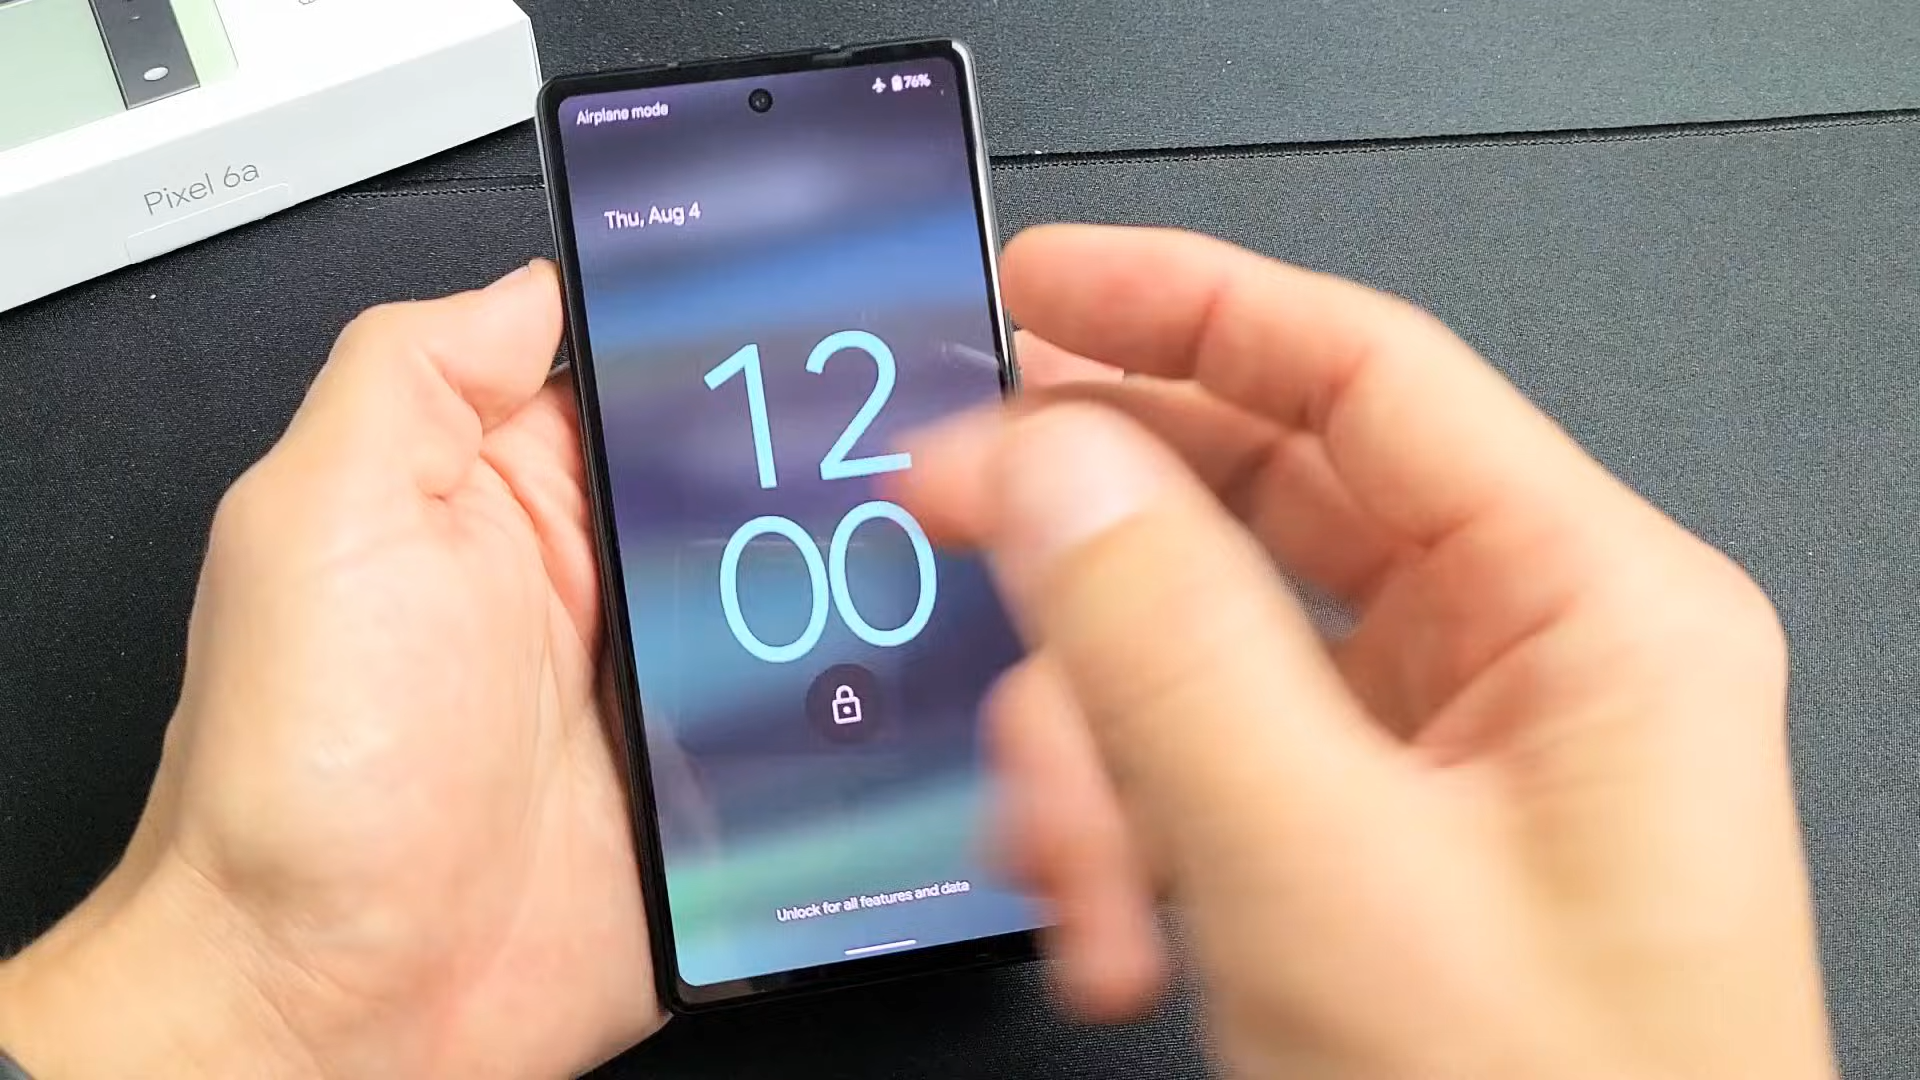 Pixel 6a
Airplane mode
76%
Thu, Aug 4
12
00
Unlock for all features and data